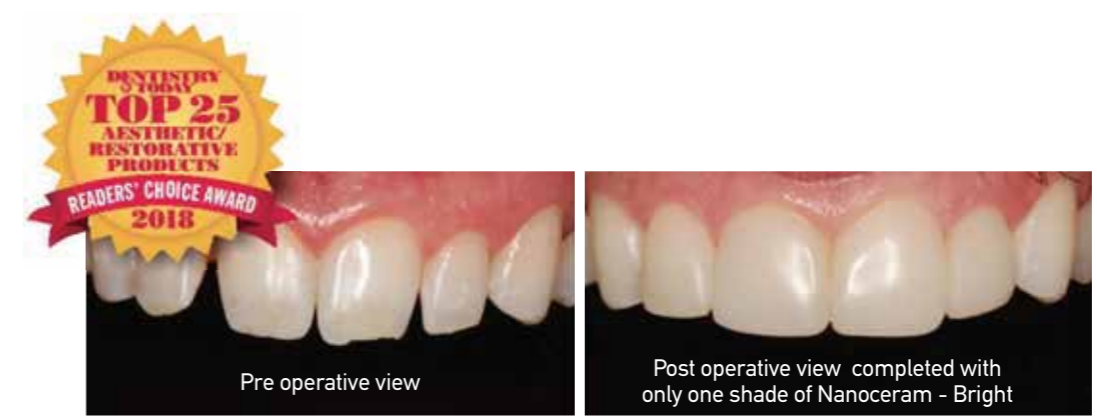 DENTISTRY
TODAY
TOP 25
AESTHETIC/
RESTORATIVE
PRODUCTS
READERS' CHOICE AWARD
2018
Pre operative view
Post operative view completed with
only one shade of Nanoceram - Bright